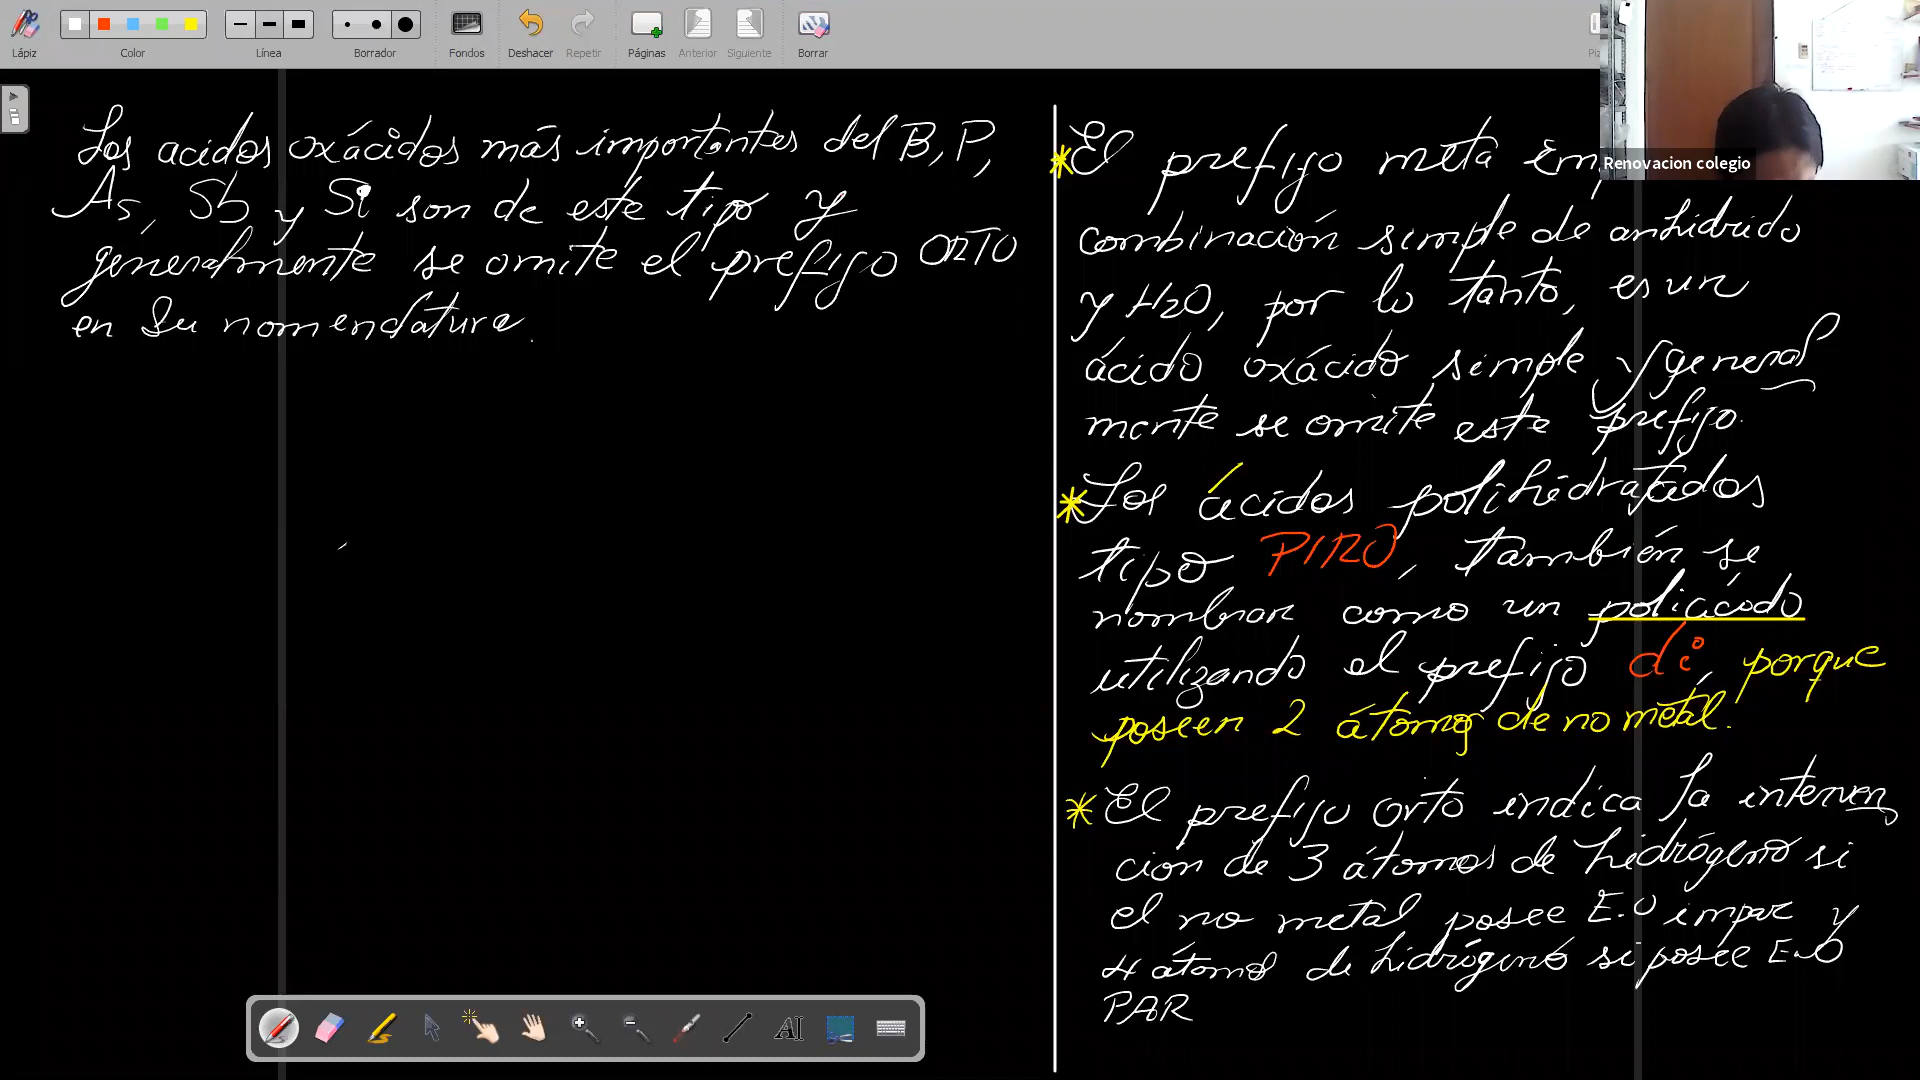 Lápiz
Color
Línea
Borrador
Fondos
Deshacer
Repetir
Páginas
Anterior
Siguiente
Borrar
Renovacion colegio
Los acidos oxácidos más importantes del B, P,
As, Sb y Si son de este tipo y
generalmente se omite el prefijo ORTO
en Su nomenclatura.
* El prefijo meta
combinación simple de anhidrido
y H2O, por lo tanto, es un
ácido oxácido simple y general
mente se omite este prefijo.
* Los ácidos polihidratados
tipo PIRO, también se
nombran como un poliácido
utilizando el prefijo di, porque
poseen 2 átomos de no metal.
* El prefijo orto indica la interven
ción de 3 átomos de hidrógeno si
el no metal posee E.O impar y
4 átomos de hidrógeno si posee E.O
PAR
AI